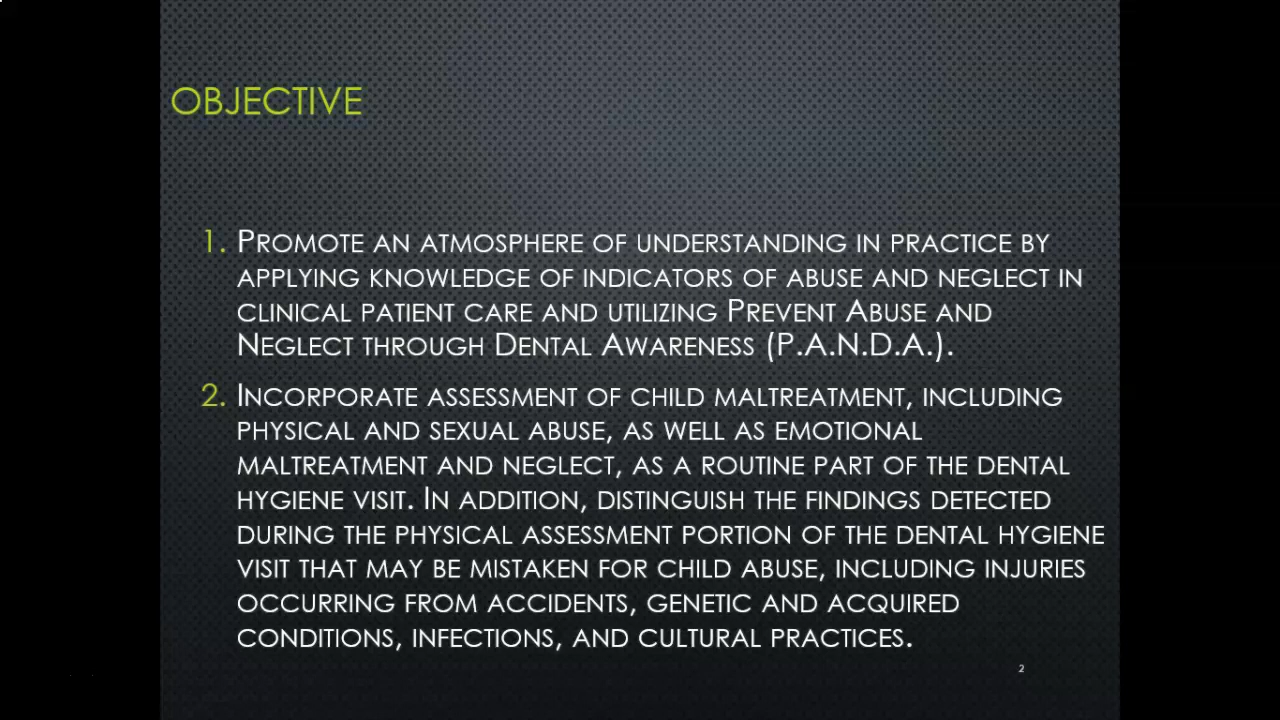 OBJECTIVE
1. PROMOTE AN ATMOSPHERE OF UNDERSTANDING IN PRACTICE BY
APPLYING KNOWLEDGE OF INDICATORS OF ABUSE AND NEGLECT IN
CLINICAL PATIENT CARE AND UTILIZING PREVENT ABUSE AND
NEGLECT THROUGH DENTAL AWARENESS (P.A.N.D.A.).
2. INCORPORATE ASSESSMENT OF CHILD MALTREATMENT, INCLUDING
PHYSICAL AND SEXUAL ABUSE, AS WELL AS EMOTIONAL
MALTREATMENT AND NEGLECT, AS A ROUTINE PART OF THE DENTAL
HYGIENE VISIT. IN ADDITION, DISTINGUISH THE FINDINGS DETECTED
DURING THE PHYSICAL ASSESSMENT PORTION OF THE DENTAL HYGIENE
VISIT THAT MAY BE MISTAKEN FOR CHILD ABUSE, INCLUDING INJURIES
OCCURRING FROM ACCIDENTS, GENETIC AND ACQUIRED
CONDITIONS, INFECTIONS, AND CULTURAL PRACTICES.
2